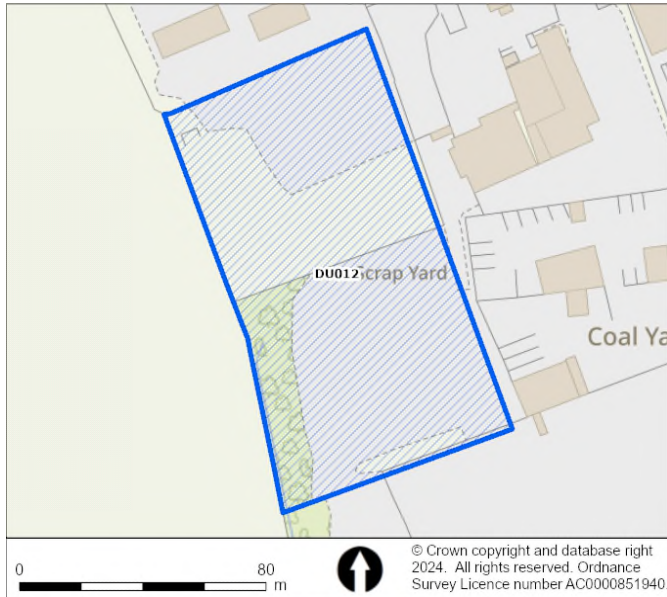 DU012
Scrap Yard
Coal Ya
0 80
m
© Crown copyright and database right
2024. All rights reserved. Ordnance
Survey Licence number AC0000851940.